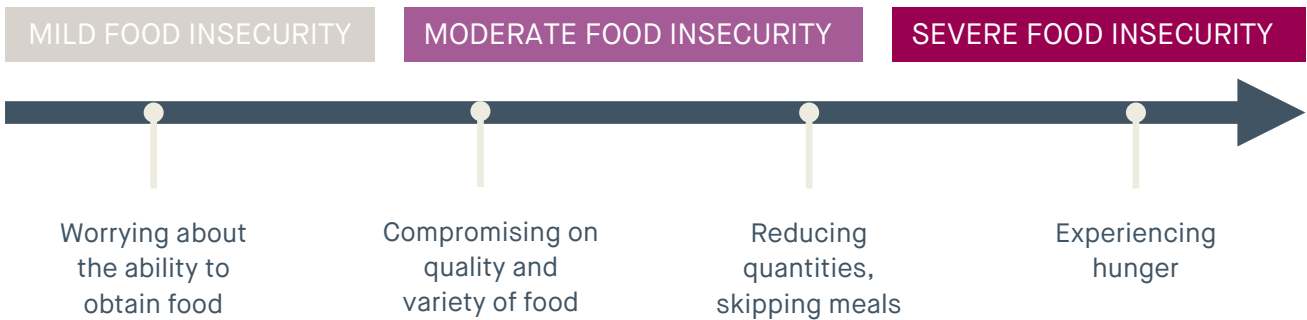 MILD FOOD INSECURITY
MODERATE FOOD INSECURITY
SEVERE FOOD INSECURITY
Worrying about
the ability to
obtain food
Compromising on
quality and
variety of food
Reducing
quantities,
skipping meals
Experiencing
hunger